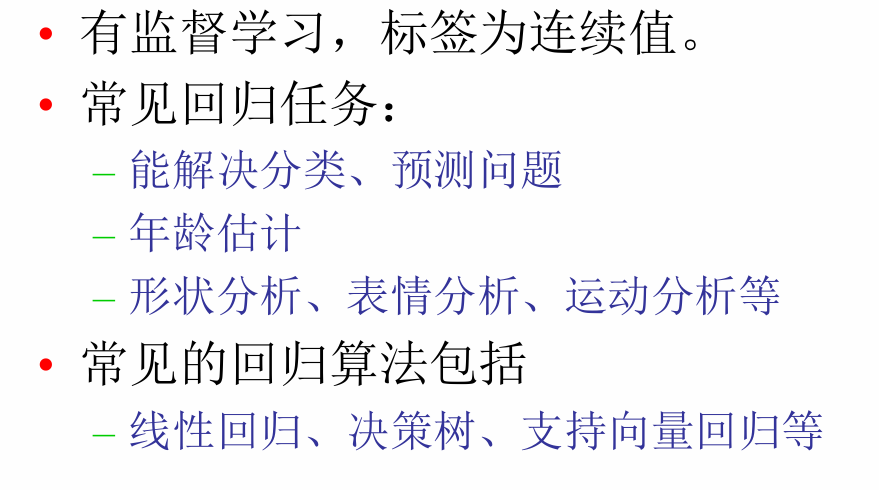 • 有监督学习，标签为连续值。
• 常见回归任务：
– 能解决分类、预测问题
– 年龄估计
– 形状分析、表情分析、运动分析等
• 常见的回归算法包括
– 线性回归、决策树、支持向量回归等